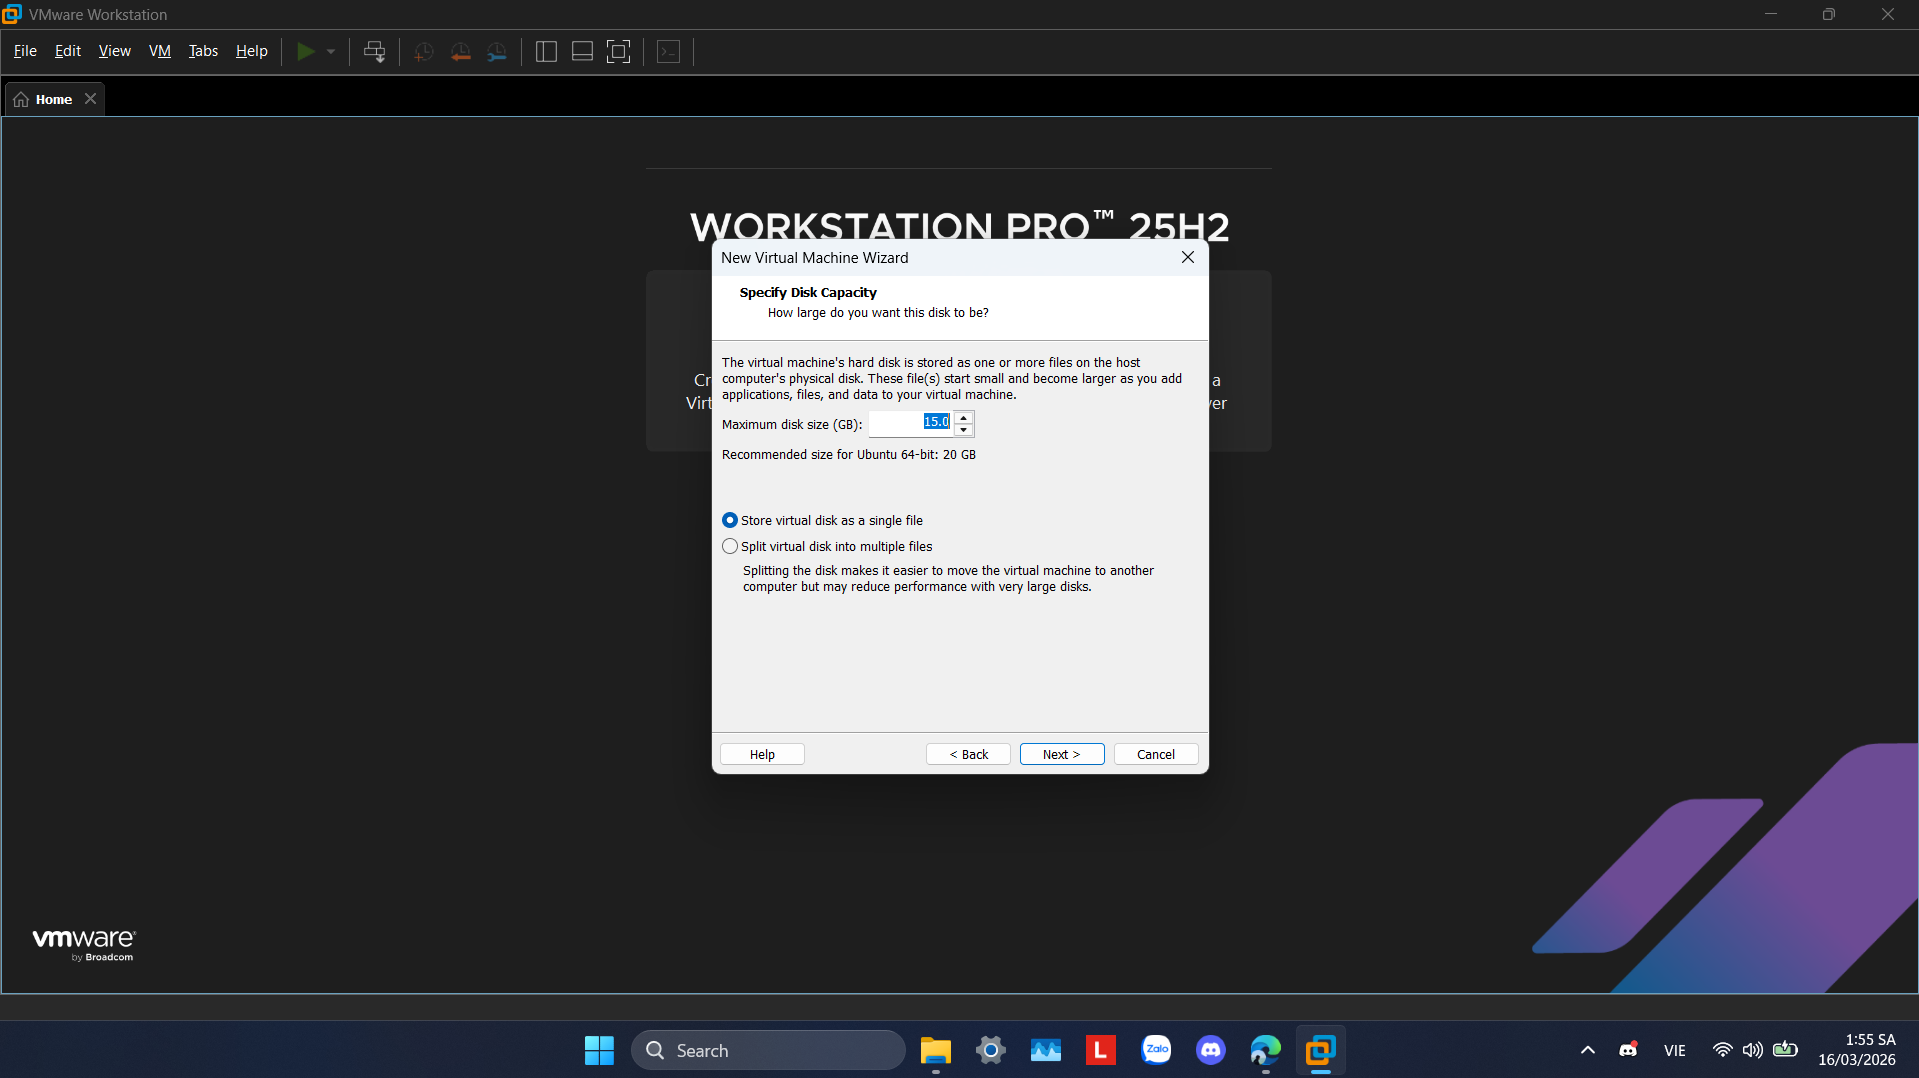 VMware Workstation
File Edit View VM Tabs Help
Home
WORKSTATION PRO™ 25H2
New Virtual Machine Wizard
Specify Disk Capacity
How large do you want this disk to be?
The virtual machine's hard disk is stored as one or more files on the host
computer's physical disk. These file(s) start small and become larger as you add
applications, files, and data to your virtual machine.
Cr
a
Virt
ver
Maximum disk size (GB): 15.0
Recommended size for Ubuntu 64-bit: 20 GB
Store virtual disk as a single file
Split virtual disk into multiple files
Splitting the disk makes it easier to move the virtual machine to another
computer but may reduce performance with very large disks.
Help < Back Next > Cancel
vmware®
by Broadcom
Search
L
Zalo
VIE
1:55 SA
16/03/2026